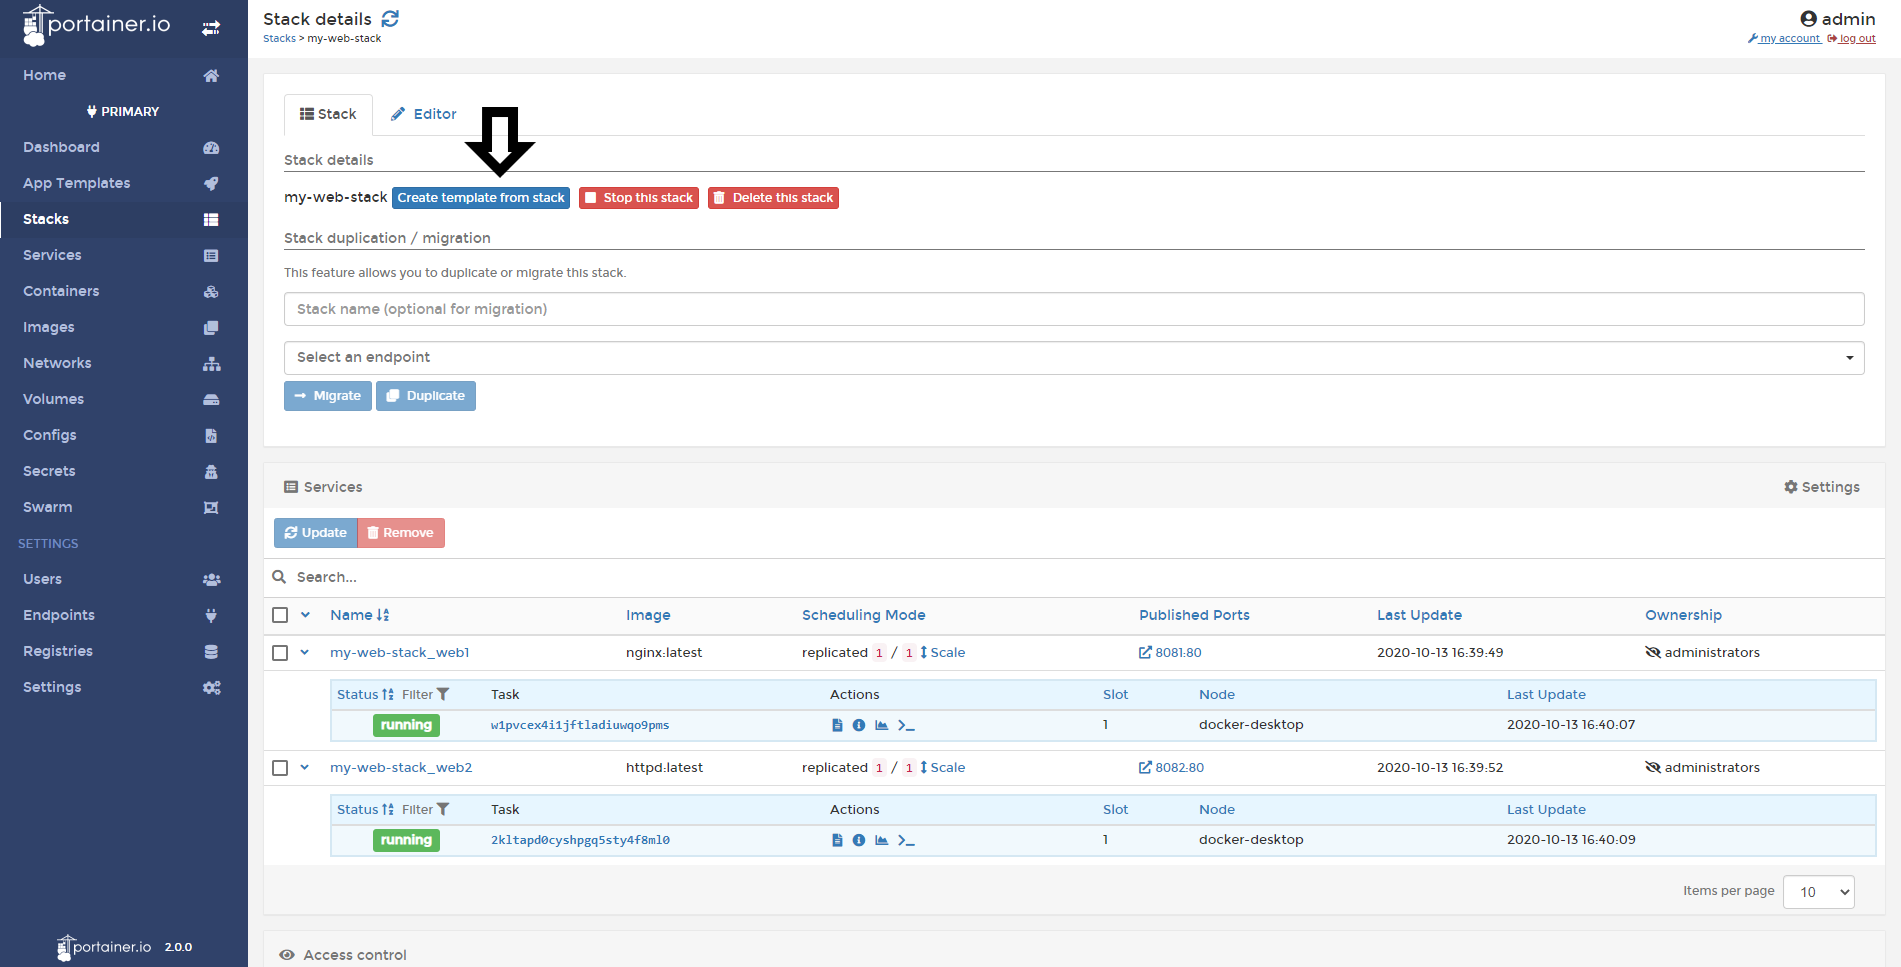 portainer.io
Home
PRIMARY
Dashboard
App Templates
Stacks
Services
Containers
Images
Networks
Volumes
Configs
Secrets
Swarm
SETTINGS
Users
Endpoints
Registries
Settings
portainer.io 2.0.0
Stack details
Stacks > my-web-stack
admin
my account log out
Stack Editor
Stack details
my-web-stack Create template from stack Stop this stack Delete this stack
Stack duplication / migration
This feature allows you to duplicate or migrate this stack.
Stack name (optional for migration)
Select an endpoint
Migrate Duplicate
Services Settings
Update Remove
Search...
Name Image Scheduling Mode Published Ports Last Update Ownership
my-web-stack_web1 nginx:latest replicated 1 / 1 Scale 8081:80 2020-10-13 16:39:49 administrators
Status Filter Task Actions Slot Node Last Update
running w1pvcex4i1jftladiuwqo9pms 1 docker-desktop 2020-10-13 16:40:07
my-web-stack_web2 httpd:latest replicated 1 / 1 Scale 8082:80 2020-10-13 16:39:52 administrators
Status Filter Task Actions Slot Node Last Update
running 2kltapd0cyshpgq5sty4f8ml0 1 docker-desktop 2020-10-13 16:40:09
Items per page 10
Access control